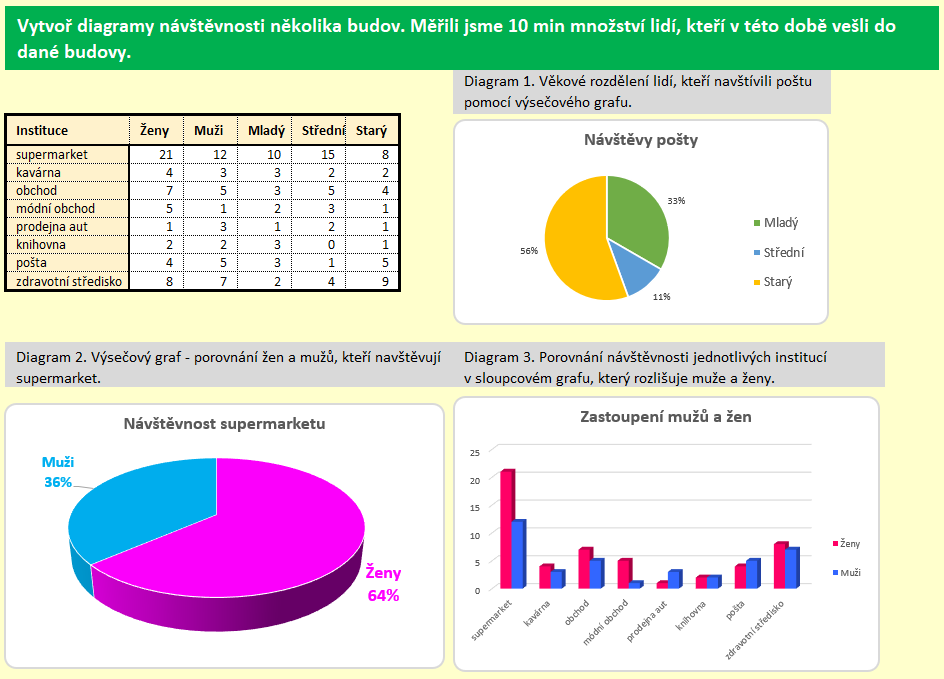 Vytvoř diagramy návštěvnosti několika budov. Měřili jsme 10 min množství lidí, kteří v této době vešli do
dané budovy.
Diagram 1. Věkové rozdělení lidí, kteří navštívili poštu
pomocí výsečového grafu.
Instituce Ženy Muži Mladý Střední Starý
supermarket 21 12 10 15 8
kavárna 4 3 3 2 2
obchod 7 5 3 5 4
módní obchod 5 1 2 3 1
prodejna aut 1 3 1 2 1
knihovna 2 2 3 0 1
pošta 4 5 3 1 5
zdravotní středisko 8 7 2 4 9
Návštěvy pošty
33%
56%
11%
Mladý
Střední
Starý
Diagram 2. Výsečový graf - porovnání žen a mužů, kteří navštěvují
supermarket.
Návštěvnost supermarketu
Muži
36%
Ženy
64%
Diagram 3. Porovnání návštěvnosti jednotlivých institucí
v sloupcovém grafu, který rozlišuje muže a ženy.
Zastoupení mužů a žen
25
20
15
10
5
0
supermarket
kavárna
obchod
módní obchod
prodejna aut
knihovna
pošta
zdravotní středisko
Ženy
Muži